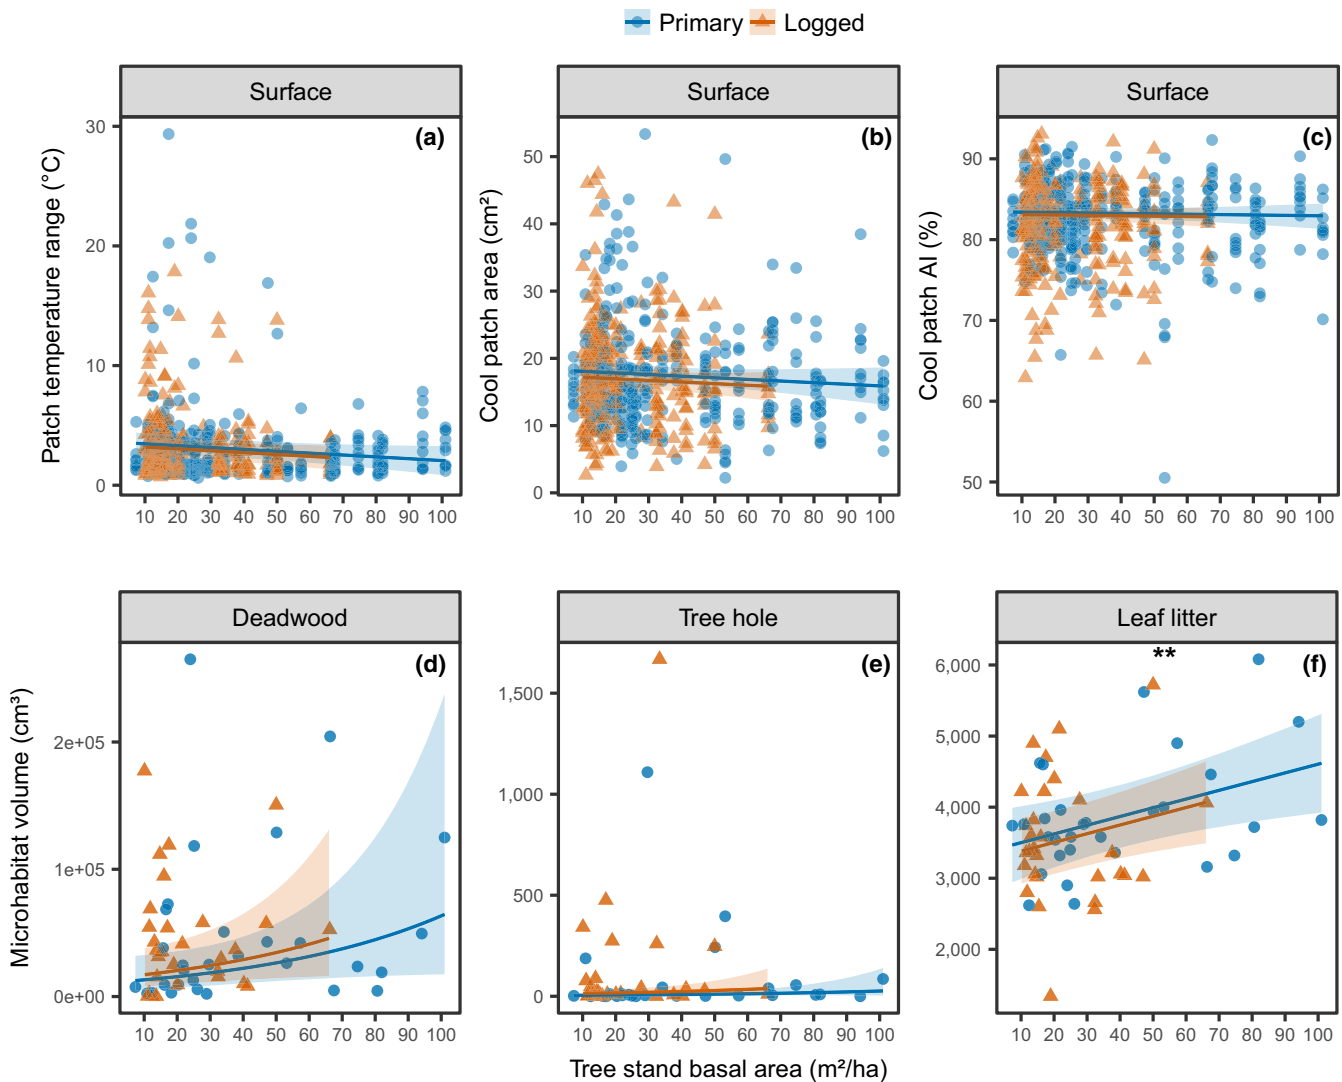 Primary Logged
Surface Surface Surface
(a) (b) (c)
Patch temperature range (°C)
30
20
10
0
10 20 30 40 50 60 70 80 90 100
Cool patch area (cm²)
50
40
30
20
10
0
10 20 30 40 50 60 70 80 90 100
Cool patch AI (%)
90
80
70
60
50
10 20 30 40 50 60 70 80 90 100
Deadwood Tree hole Leaf litter
(d) (e) ** (f)
Microhabitat volume (cm³)
2e+05
1e+05
0e+00
10 20 30 40 50 60 70 80 90 100
1,500
1,000
500
0
10 20 30 40 50 60 70 80 90 100
6,000
5,000
4,000
3,000
2,000
10 20 30 40 50 60 70 80 90 100
Tree stand basal area (m²/ha)